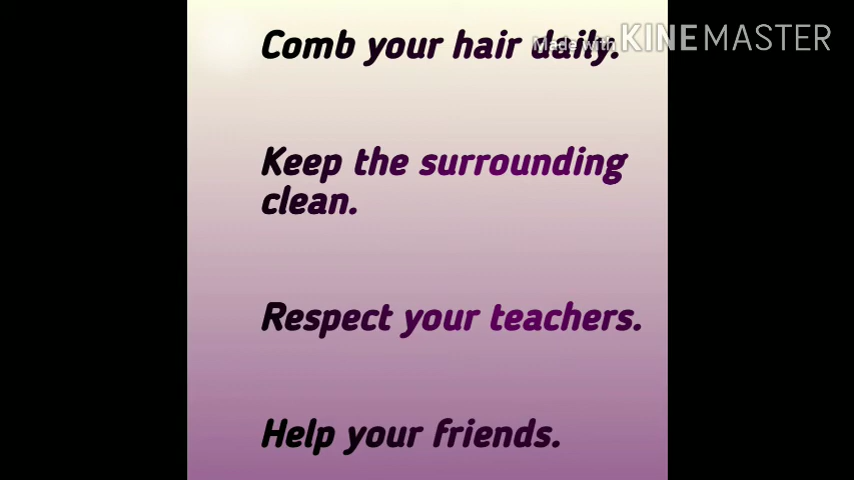 Comb your hair daily.
Made with KINEMASTER
Keep the surrounding
clean.
Respect your teachers.
Help your friends.